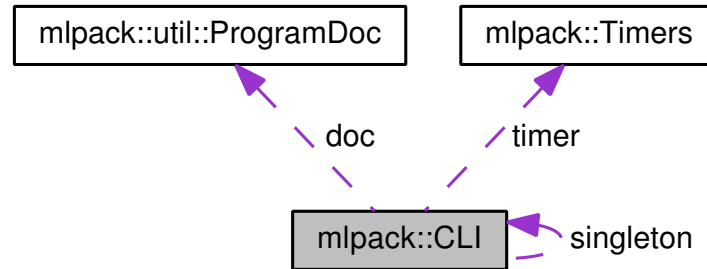 mlpack::util::ProgramDoc
mlpack::Timers
doc
timer
mlpack::CLI
singleton